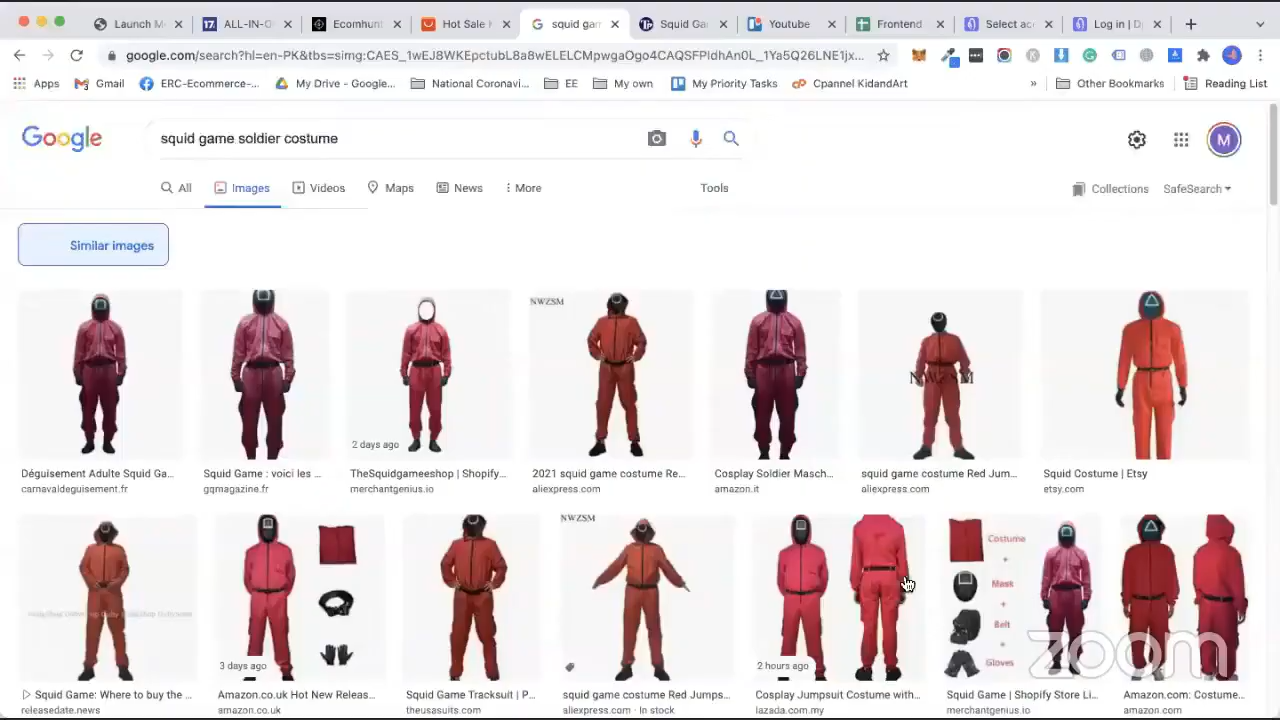 Launch M
ALL-IN-O
Ecomhunt
Hot Sale
squid gam
Squid Ga
Youtube
Frontend
Select ac
Log in | D
google.com/search?hl=en-PK&tbs=simg:CAES_1wEJ8WKEpctubL8a8wELELCMpwgaOgo4CAQSFPIdhAn0L_1Ya5Q26LNE1jx...
Apps
Gmail
ERC-Ecommerce-...
My Drive - Google...
National Coronavi...
EE
My own
My Priority Tasks
Cpannel KidandArt
»
Other Bookmarks
Reading List
Google
squid game soldier costume
M
All
Images
Videos
Maps
News
More
Tools
Collections
SafeSearch
Similar images
NWZSM
NWZSM
2 days ago
Déguisement Adulte Squid Ga...
carnavaldeguisement.fr
Squid Game : voici les ...
gqmagazine.fr
TheSquidgameeshop | Shopify...
merchantgenius.io
2021 squid game costume Re...
aliexpress.com
Cosplay Soldier Masch...
amazon.it
squid game costume Red Jum...
aliexpress.com
Squid Costume | Etsy
etsy.com
NWZSM
Costume
+
Mask
+
Belt
+
Gloves
3 days ago
2 hours ago
zoom
Squid Game: Where to buy the ...
releasedate.news
Amazon.co.uk Hot New Releas...
amazon.co.uk
Squid Game Tracksuit | P...
theusasuits.com
squid game costume Red Jumps...
aliexpress.com · In stock
Cosplay Jumpsuit Costume with...
lazada.com.my
Squid Game | Shopify Store Li...
merchantgenius.io
Amazon.com: Costume...
amazon.com